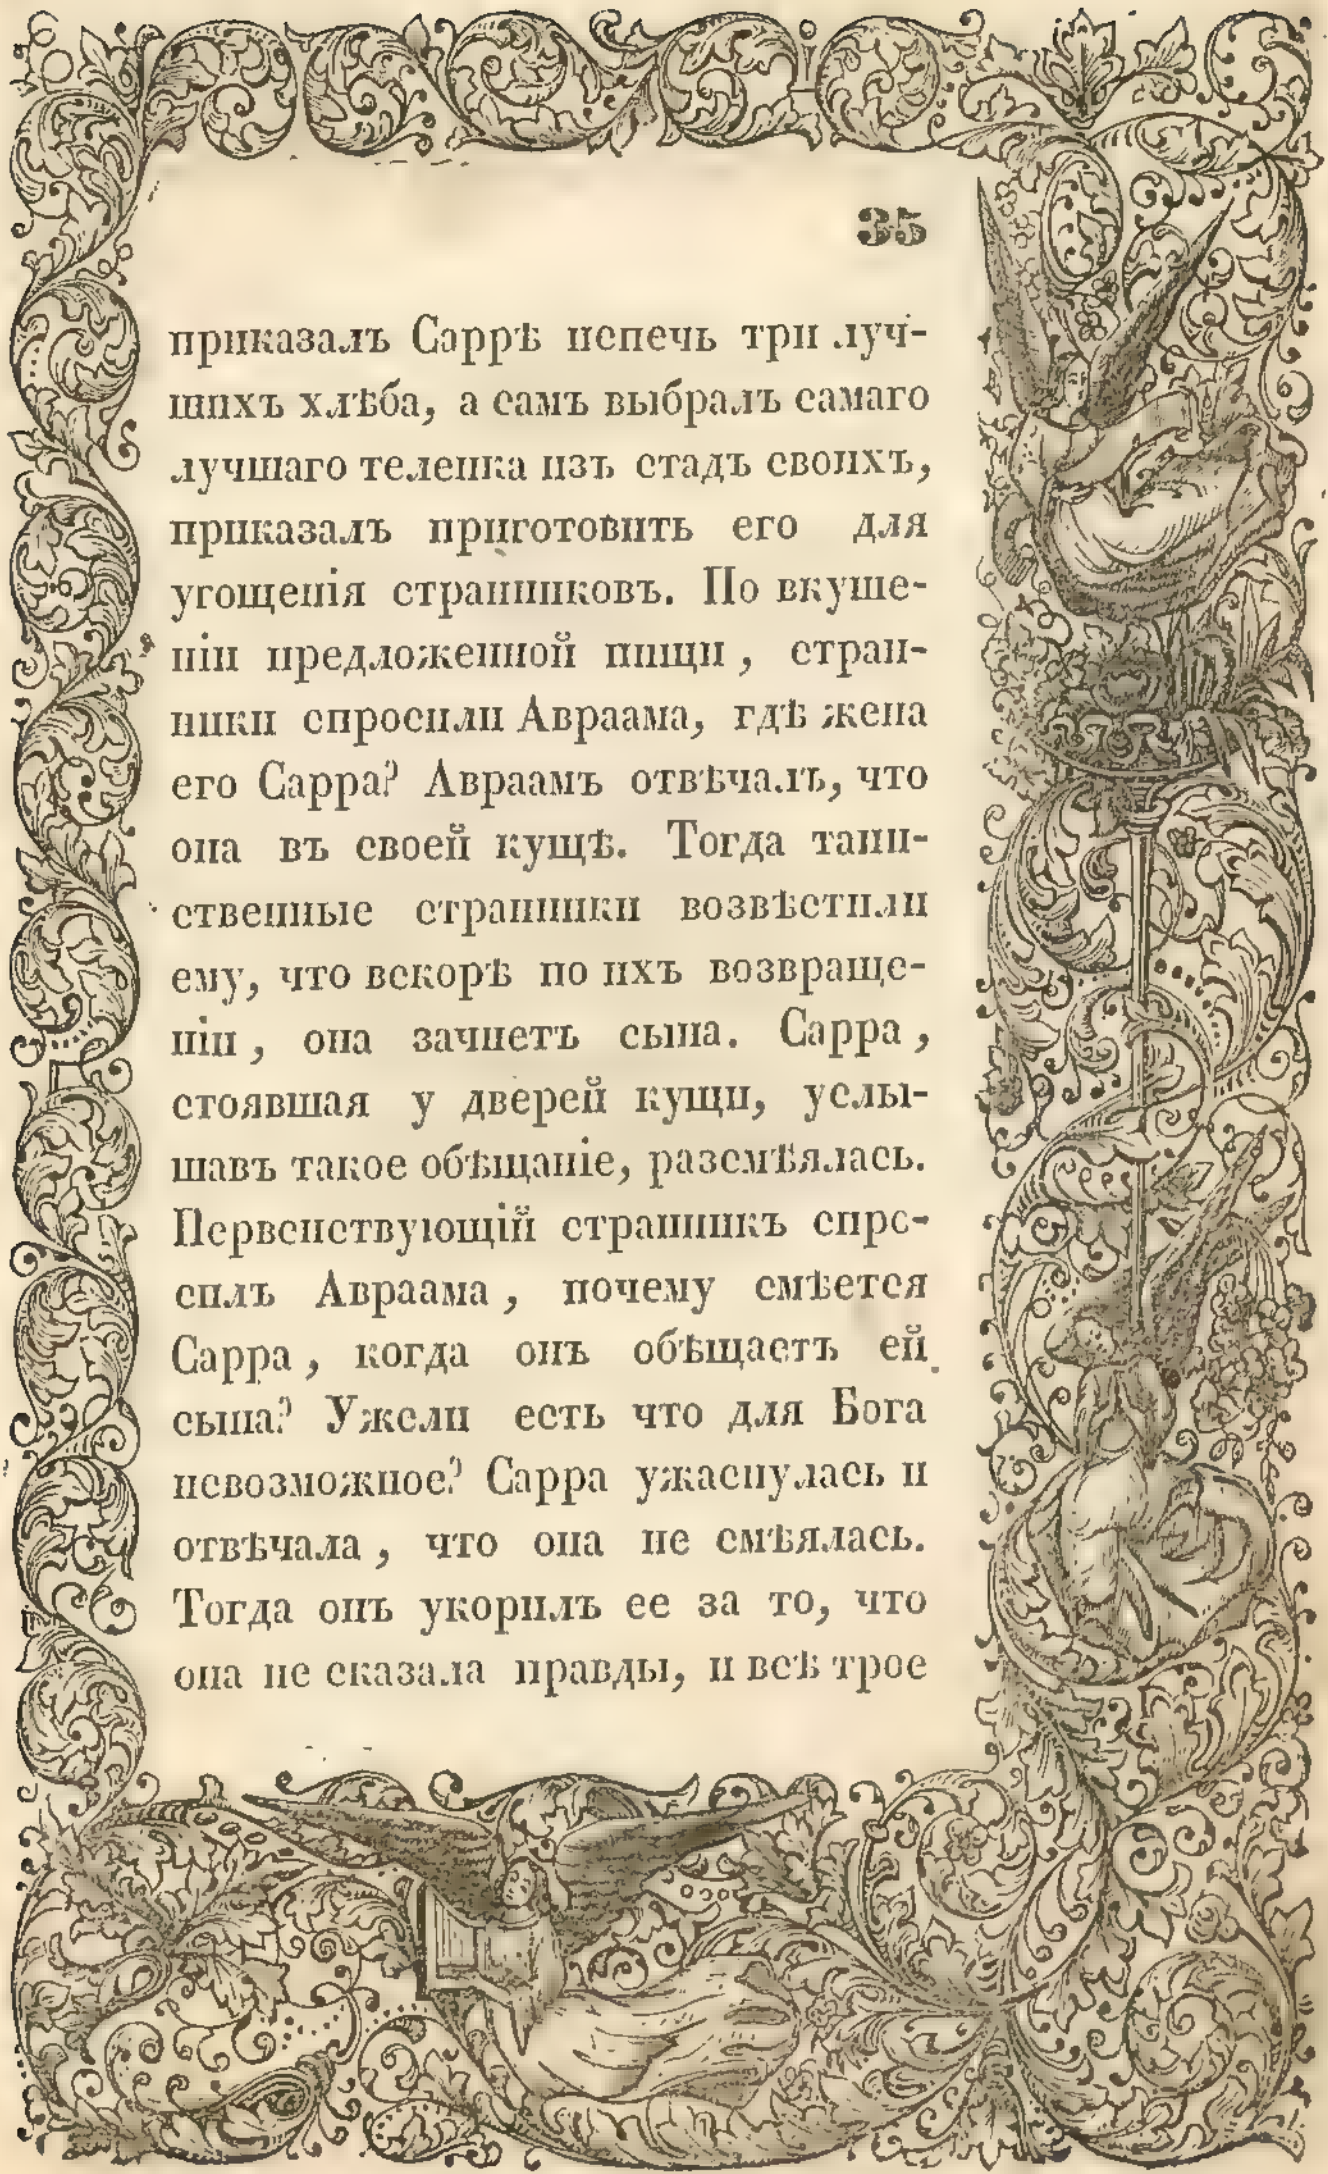 35
приказалъ Саррѣ испечь три луч-
шихъ хлѣба, а самъ выбралъ самаго
лучшаго теленка изъ стадъ своихъ,
приказалъ приготовить его для
угощенія странниковъ. По вкуше-
ніи предложенной пищи, стран-
ники спросили Авраама, гдѣ жена
его Сарра? Авраамъ отвѣчалъ, что
она въ своей кущѣ. Тогда таин-
ственные странники возвѣстили
ему, что вскорѣ по ихъ возвраще-
ніи, она зачнетъ сына. Сарра,
стоявшая у дверей кущи, услы-
шавъ такое обѣщаніе, разсмѣялась.
Первенствующій странникъ спро-
силъ Авраама, почему смѣется
Сарра, когда онъ обѣщаетъ ей
сына? Ужели есть что для Бога
невозможное? Сарра ужаснулась и
отвѣчала, что она не смѣялась.
Тогда онъ укорилъ ее за то, что
она не сказала правды, и всѣ трое